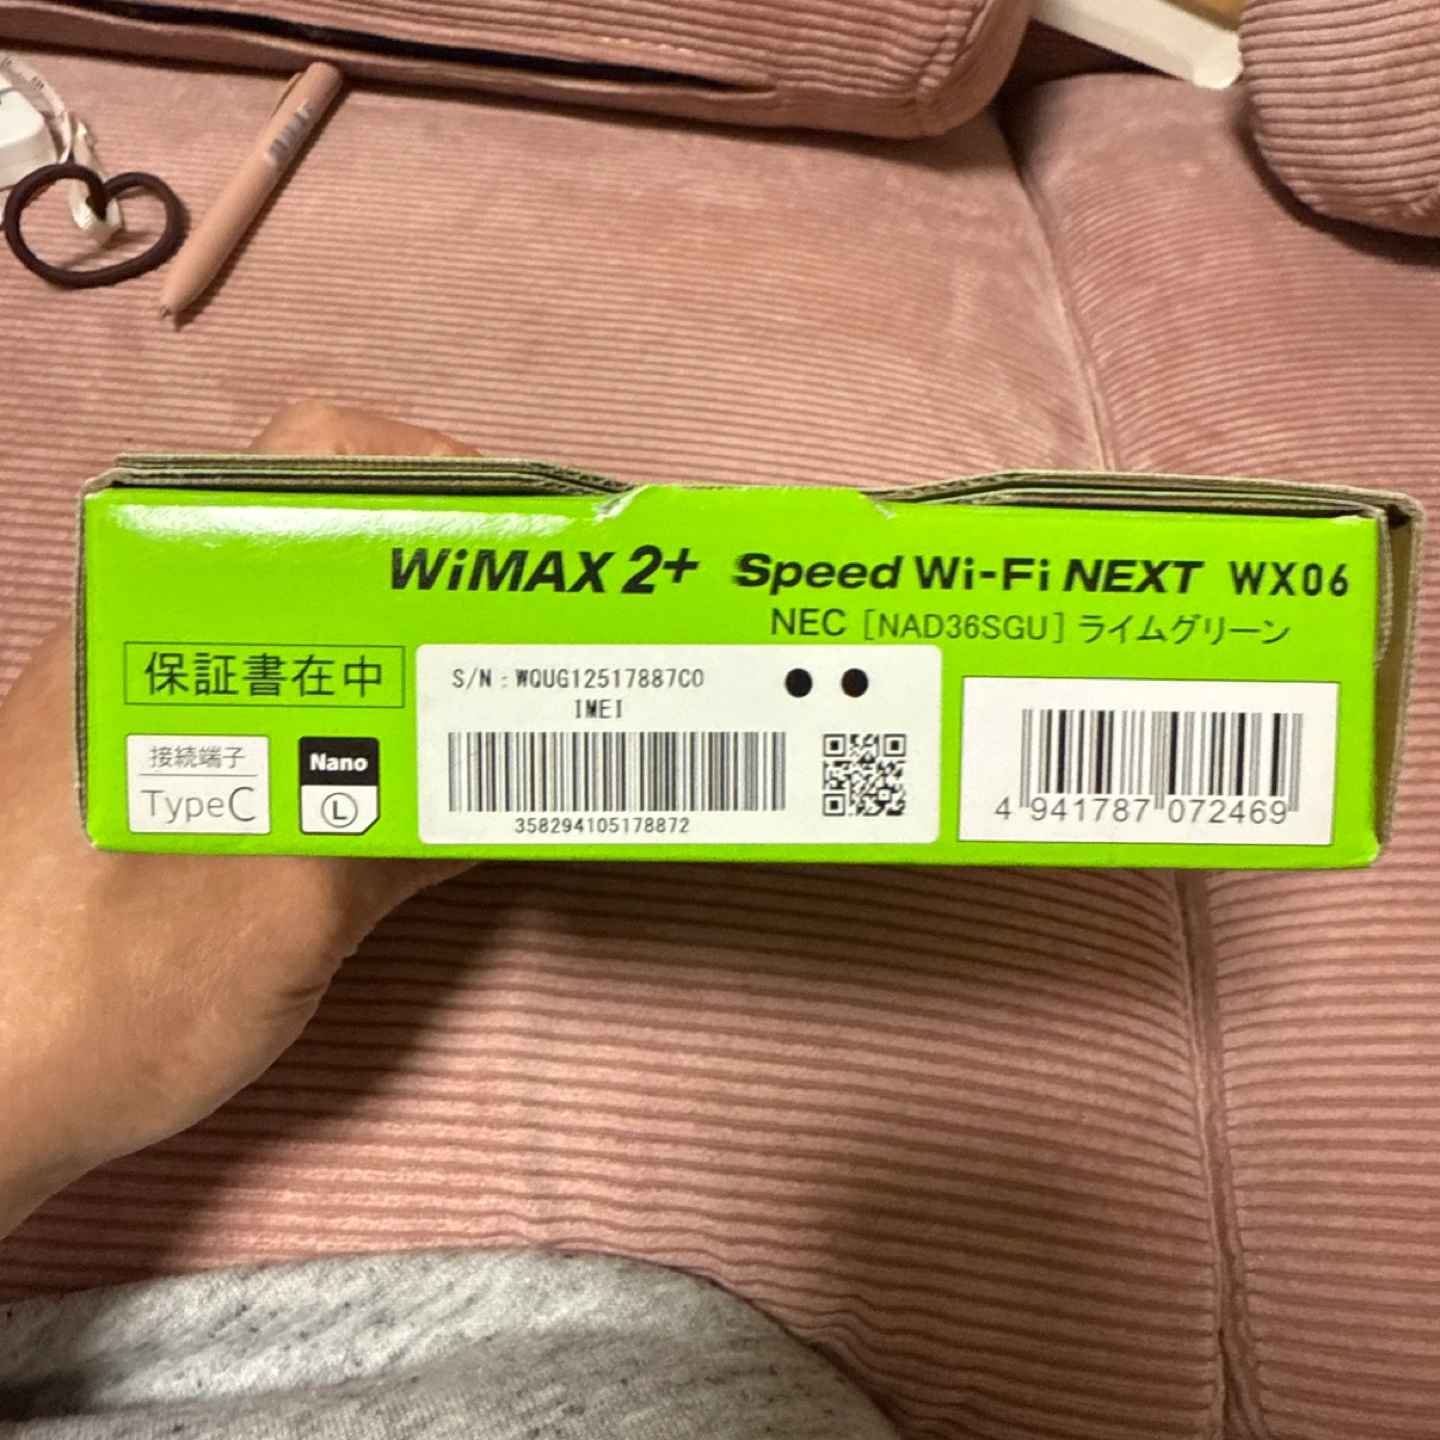 WiMAX 2+ Speed Wi-Fi NEXT WX06
NEC [NAD36SGU] ライムグリーン
保証書在中
S/N : WQUG12517887C0
IMEI
358294105178872
接続端子
TypeC
Nano
L
4 941787 072469